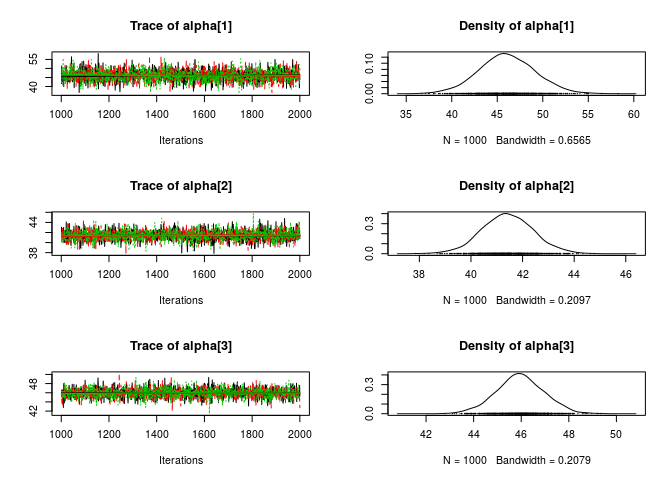 Trace of alpha[1]
55
40
1000 1200 1400 1600 1800 2000
Iterations
Density of alpha[1]
0.10
0.00
35 40 45 50 55 60
N = 1000 Bandwidth = 0.6565
Trace of alpha[2]
44
38
1000 1200 1400 1600 1800 2000
Iterations
Density of alpha[2]
0.3
0.0
38 40 42 44 46
N = 1000 Bandwidth = 0.2097
Trace of alpha[3]
48
42
1000 1200 1400 1600 1800 2000
Iterations
Density of alpha[3]
0.3
0.0
42 44 46 48 50
N = 1000 Bandwidth = 0.2079